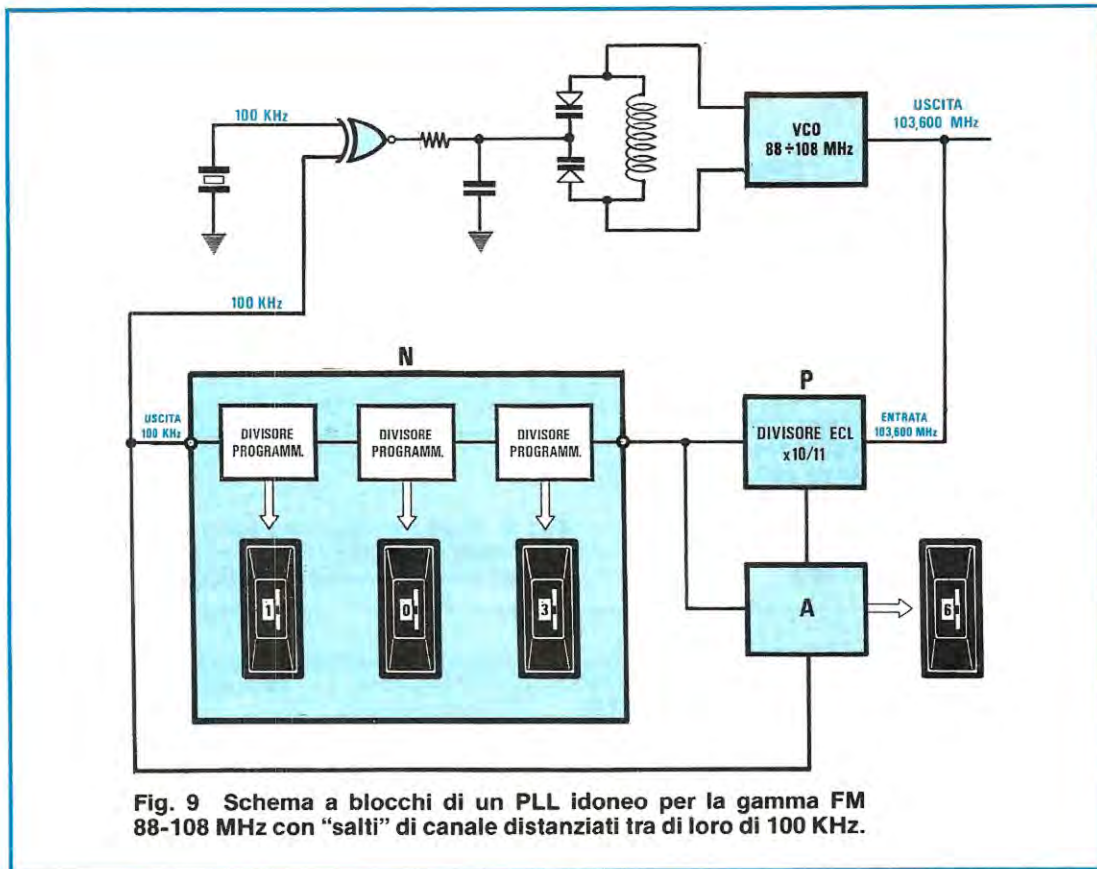 100 KHz
VCO
88÷108 MHz
USCITA
103,600 MHz
100 KHz
N
P
USCITA
100 KHz
DIVISORE
PROGRAMM.
DIVISORE
PROGRAMM.
DIVISORE
PROGRAMM.
DIVISORE ECL
x10/11
ENTRATA
103,600 MHz
1
0
3
A
6
Fig. 9 Schema a blocchi di un PLL idoneo per la gamma FM
88-108 MHz con "salti" di canale distanziati tra di loro di 100 KHz.